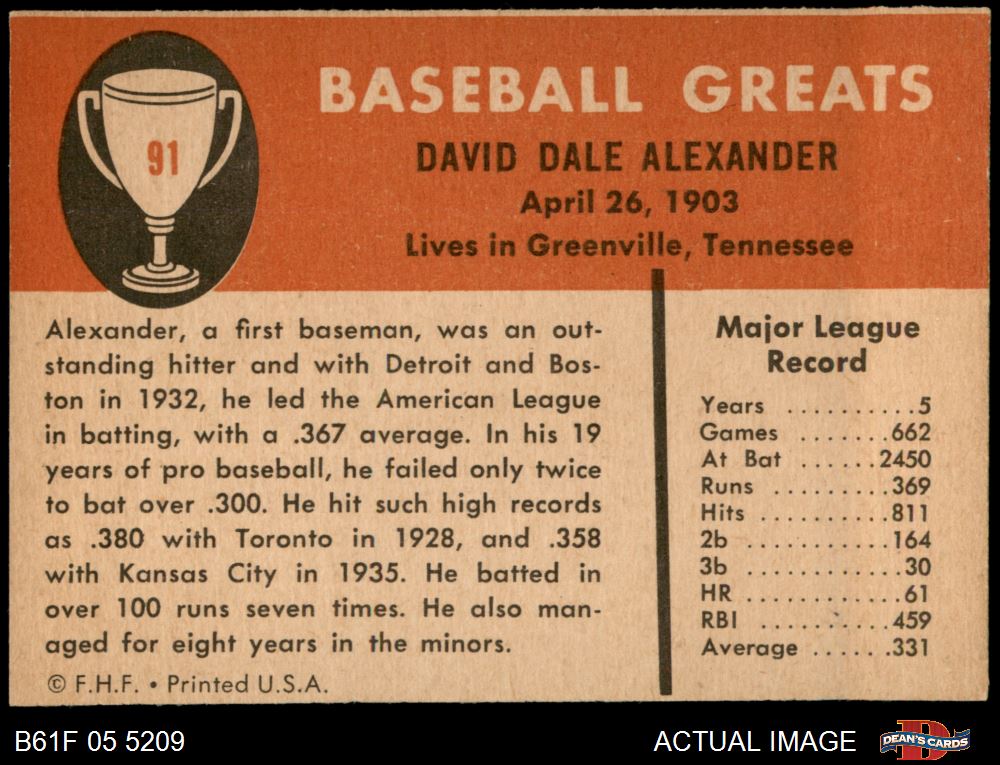 91
BASEBALL GREATS
DAVID DALE ALEXANDER
April 26, 1903
Lives in Greenville, Tennessee
Alexander, a first baseman, was an out-
standing hitter and with Detroit and Bos-
ton in 1932, he led the American League
in batting, with a .367 average. In his 19
years of pro baseball, he failed only twice
to bat over .300. He hit such high records
as .380 with Toronto in 1928, and .358
with Kansas City in 1935. He batted in
over 100 runs seven times. He also man-
aged for eight years in the minors.
© F.H.F. • Printed U.S.A.
Major League
Record
Years ..........5
Games .......662
At Bat ......2450
Runs .........369
Hits ..........811
2b ...........164
3b ............30
HR ............61
RBI ..........459
Average ......331
B61F 05 5209
ACTUAL IMAGE
D
DEAN'S CARDS